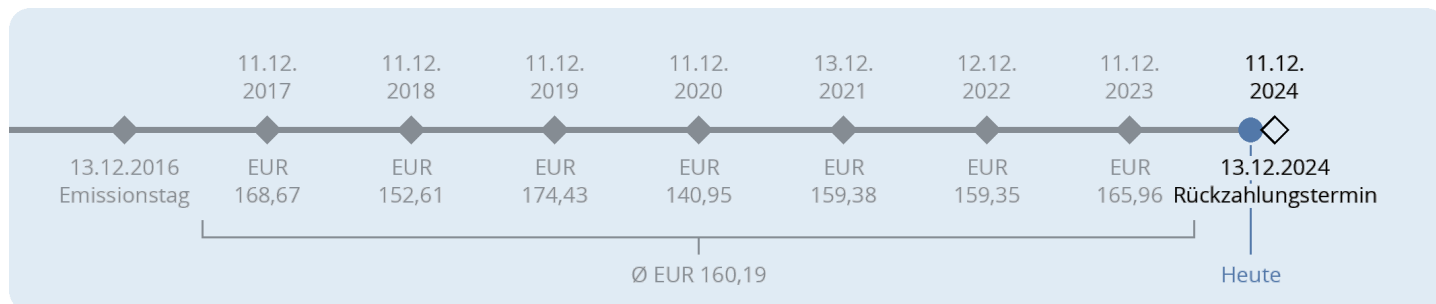 11.12. 11.12. 11.12. 11.12. 13.12. 12.12. 11.12. 11.12.
2017 2018 2019 2020 2021 2022 2023 2024
13.12.2016 EUR EUR EUR EUR EUR EUR EUR 13.12.2024
Emissionstag 168,67 152,61 174,43 140,95 159,38 159,35 165,96 Rückzahlungstermin
Ø EUR 160,19 Heute